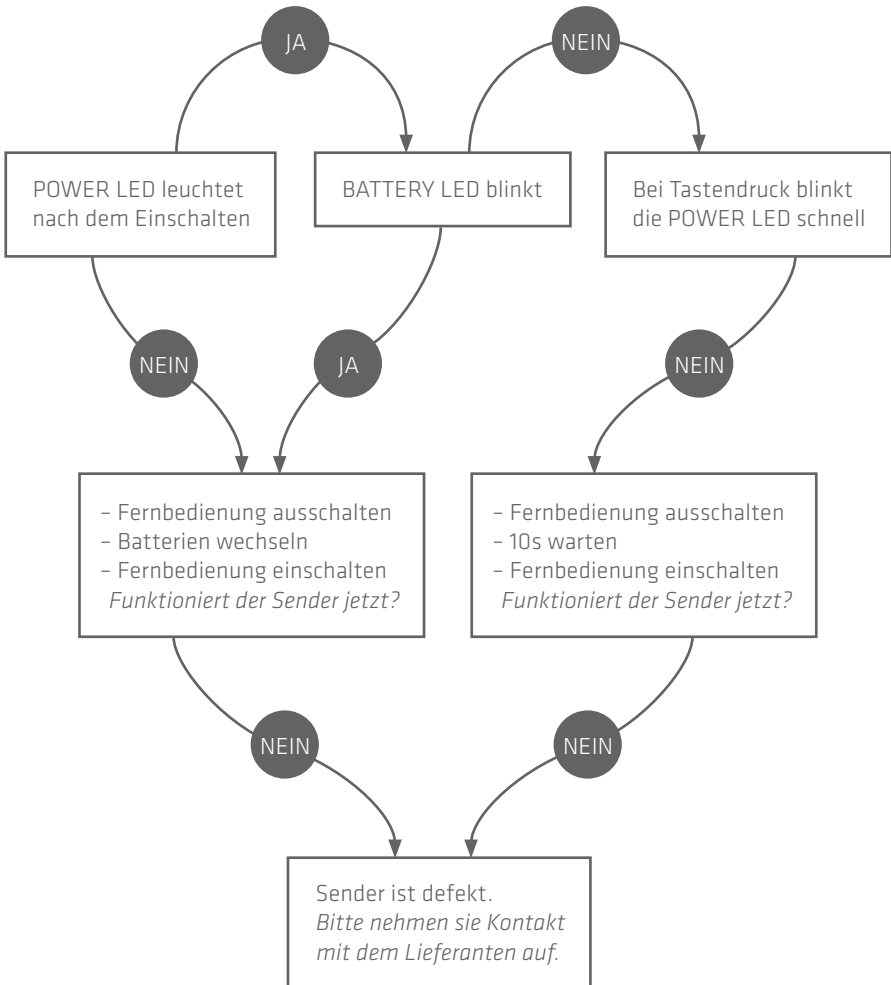 JA
NEIN
POWER LED leuchtet
nach dem Einschalten
BATTERY LED blinkt
Bei Tastendruck blinkt
die POWER LED schnell
NEIN
JA
NEIN
– Fernbedienung ausschalten
– Batterien wechseln
– Fernbedienung einschalten
Funktioniert der Sender jetzt?
– Fernbedienung ausschalten
– 10s warten
– Fernbedienung einschalten
Funktioniert der Sender jetzt?
NEIN
NEIN
Sender ist defekt.
Bitte nehmen sie Kontakt
mit dem Lieferanten auf.